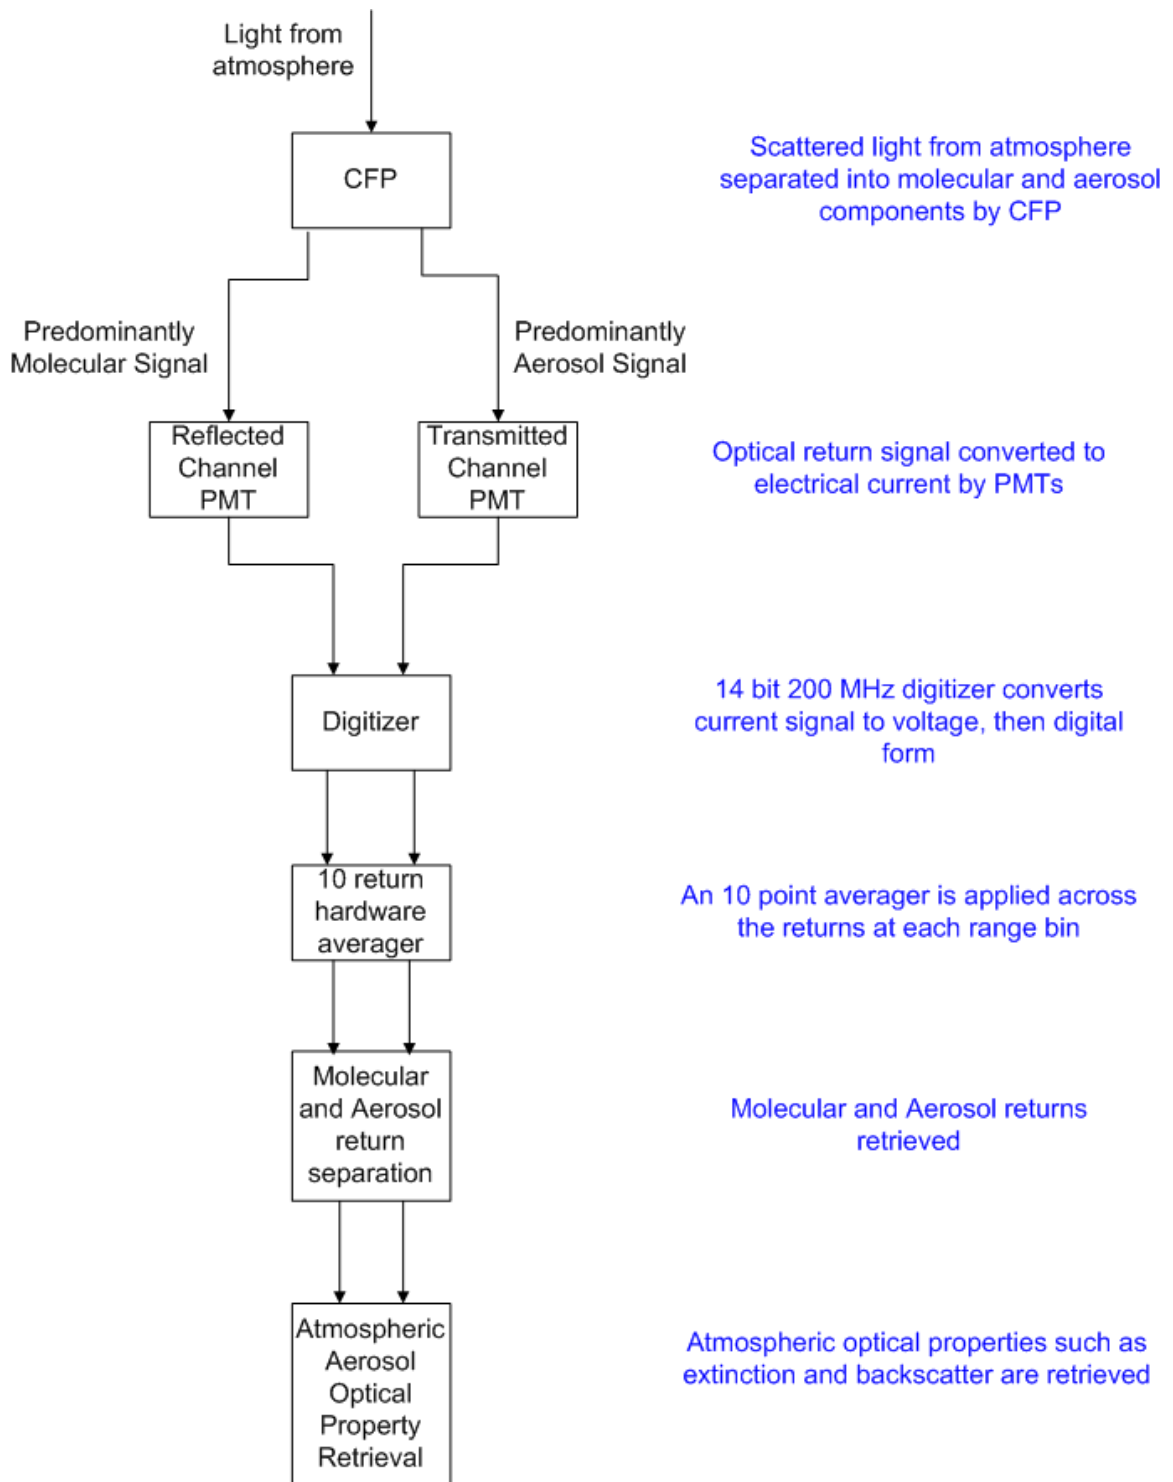 Light from
atmosphere
CFP
Scattered light from atmosphere
separated into molecular and aerosol
components by CFP
Predominantly
Molecular Signal
Predominantly
Aerosol Signal
Reflected
Channel
PMT
Transmitted
Channel
PMT
Optical return signal converted to
electrical current by PMTs
Digitizer
14 bit 200 MHz digitizer converts
current signal to voltage, then digital
form
10 return
hardware
averager
An 10 point averager is applied across
the returns at each range bin
Molecular
and Aerosol
return
separation
Molecular and Aerosol returns
retrieved
Atmospheric
Aerosol
Optical
Property
Retrieval
Atmospheric optical properties such as
extinction and backscatter are retrieved